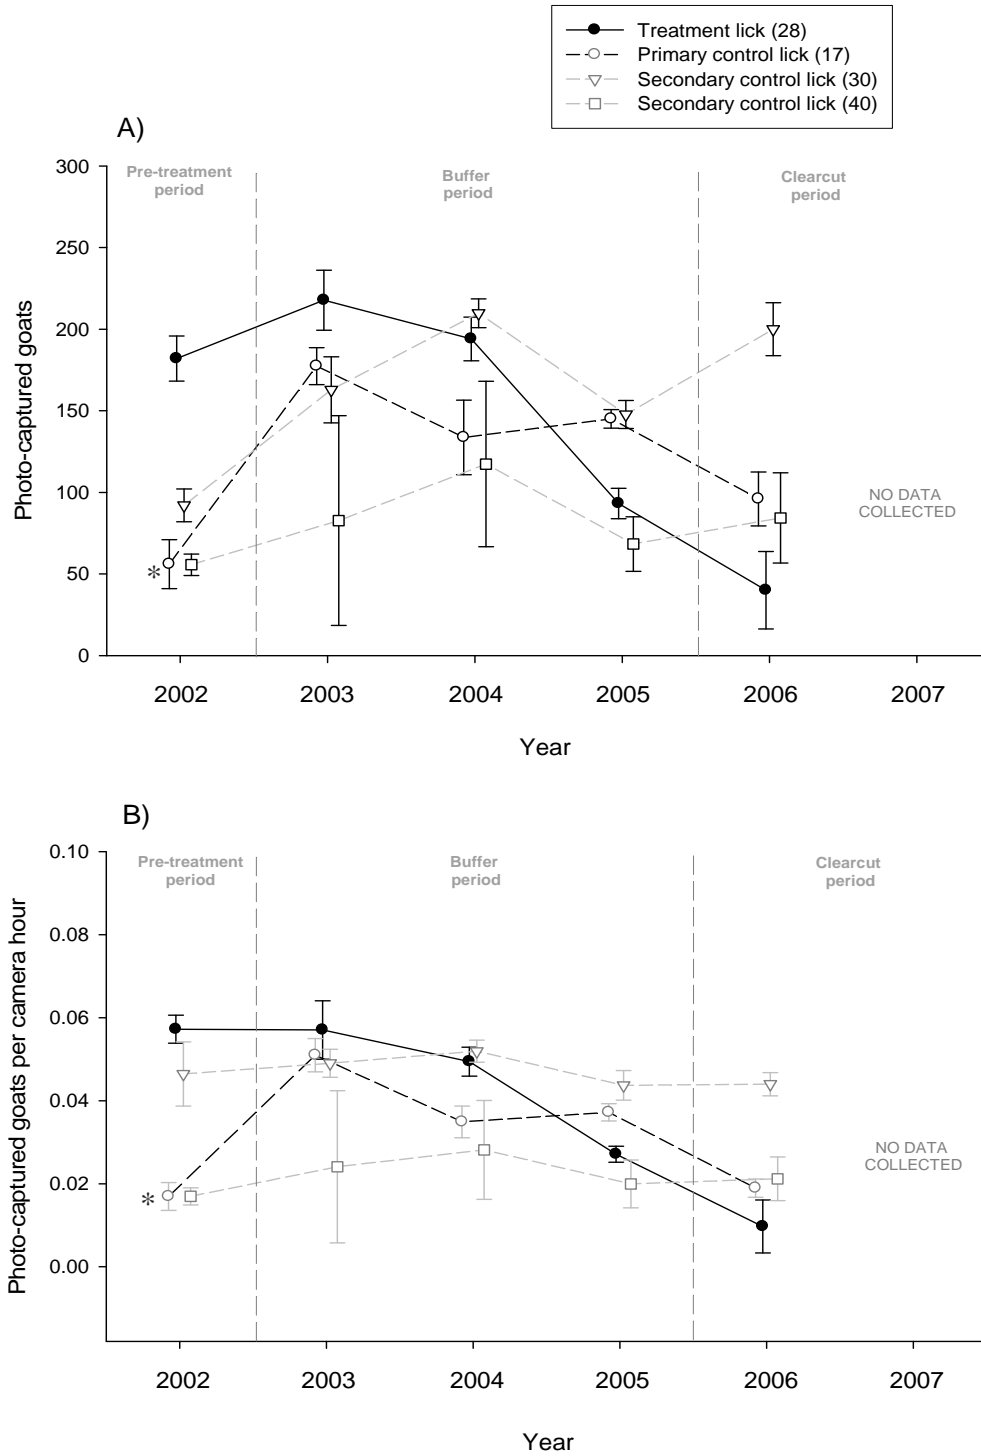 Treatment lick (28)
Primary control lick (17)
Secondary control lick (30)
Secondary control lick (40)
A)
Pre-treatment
period
Buffer
period
Clearcut
period
300
250
200
150
100
50
0
Photo-captured goats
*
NO DATA
COLLECTED
2002 2003 2004 2005 2006 2007
Year
B)
Pre-treatment
period
Buffer
period
Clearcut
period
0.10
0.08
0.06
0.04
0.02
0.00
Photo-captured goats per camera hour
*
NO DATA
COLLECTED
2002 2003 2004 2005 2006 2007
Year